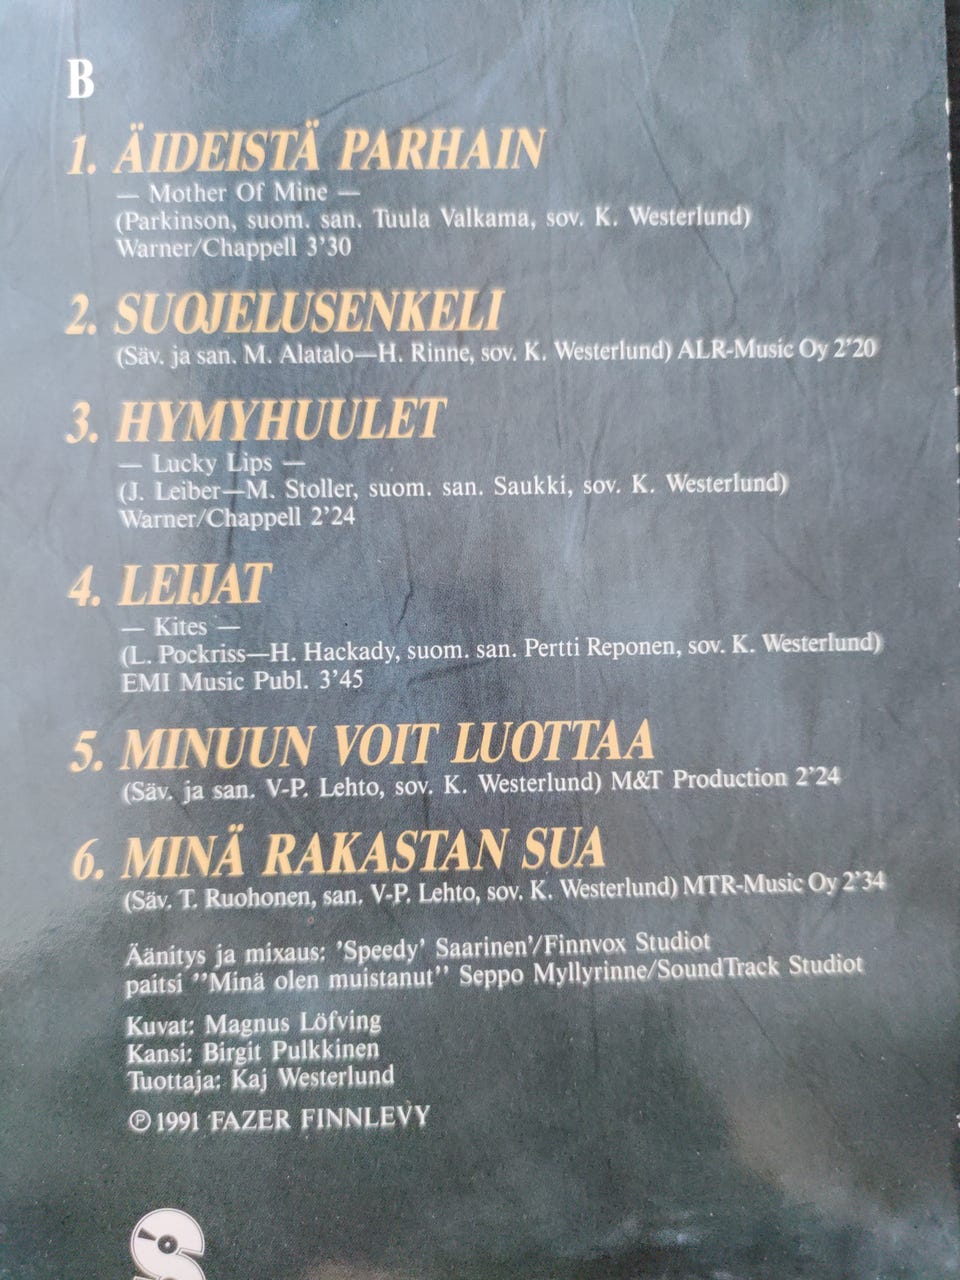 B
1. ÄIDEISTÄ PARHAIN
— Mother Of Mine —
(Parkinson, suom. san. Tuula Valkama, sov. K. Westerlund)
Warner/Chappell 3'30
2. SUOJELUSENKELI
(Säv. ja san. M. Alatalo—H. Rinne, sov. K. Westerlund) ALR-Music Oy 2'20
3. HYMYHUULET
— Lucky Lips —
(J. Leiber—M. Stoller, suom. san. Saukki, sov. K. Westerlund)
Warner/Chappell 2'24
4. LEIJAT
— Kites —
(L. Pockriss—H. Hackady, suom. san. Pertti Reponen, sov. K. Westerlund)
EMI Music Publ. 3'45
5. MINUUN VOIT LUOTTAA
(Säv. ja san. V-P. Lehto, sov. K. Westerlund) M&T Production 2'24
6. MINÄ RAKASTAN SUA
(Säv. T. Ruohonen, san. V-P. Lehto, sov. K. Westerlund) MTR-Music Oy 2'34
Äänitys ja mixaus: 'Speedy' Saarinen'/Finnvox Studiot
paitsi "Minä olen muistanut" Seppo Myllyrinne/SoundTrack Studiot
Kuvat: Magnus Löfving
Kansi: Birgit Pulkkinen
Tuottaja: Kaj Westerlund
℗ 1991 FAZER FINNLEVY
S